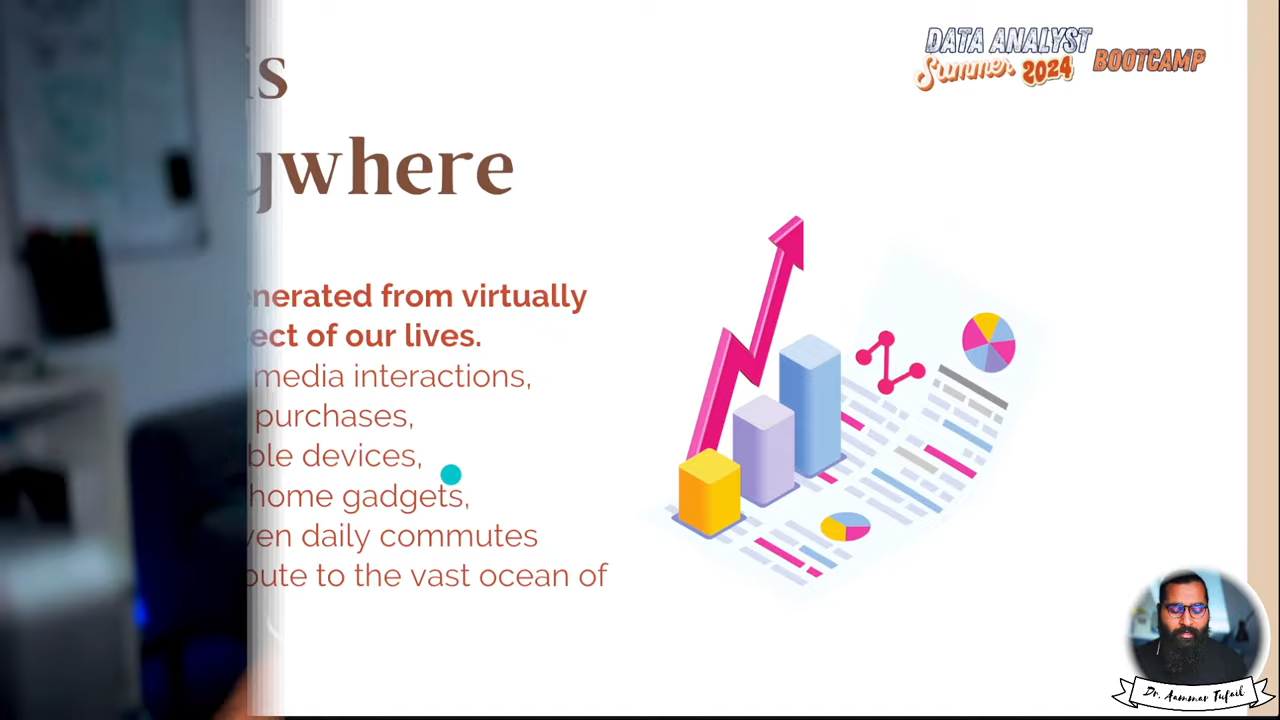 is
ywhere
DATA ANALYST
BOOTCAMP
Summer 2024
enerated from virtually
ect of our lives.
media interactions,
purchases,
ble devices,
home gadgets,
ven daily commutes
bute to the vast ocean of
Dr. Aammar Tufail